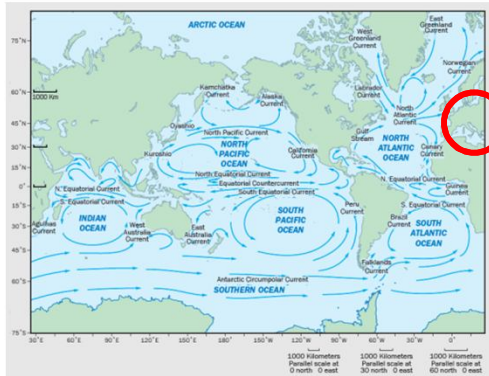 ARCTIC OCEAN
East
Greenland
Current
West
Greenland
Current
75°N
Norwegian
Current
60°N
1000 Km
Kamchatka
Current
Alaska
Current
Labrador
Current
North
Atlantic
Current
45°N
Oyashio
North Pacific Current
Gulf
Stream
30°N
Kuroshio
NORTH
PACIFIC
OCEAN
California
Current
NORTH
ATLANTIC
OCEAN
Canary
Current
15°N
North Equatorial Current
N. Equatorial Current
0°
N. Equatorial Current
Equatorial Countercurrent
South Equatorial Current
Guinea
Current
15°S
S. Equatorial Current
Peru
Current
S. Equatorial Current
30°S
Agulhas
Current
INDIAN
OCEAN
West
Australia
Current
East
Australia
Current
SOUTH
PACIFIC
OCEAN
Brazil
Current
SOUTH
ATLANTIC
OCEAN
45°S
Falklands
Current
60°S
Antarctic Circumpolar Current
SOUTHERN OCEAN
75°S
30°E 60°E 90°E 120°E 150°E 180° 150°W 120°W 90°W 60°W 30°W 0°
1000 Kilometers
Parallel scale at
0 north 0 east
1000 Kilometers
Parallel scale at
30 north 0 east
1000 Kilometers
Parallel scale at
60 north 0 east